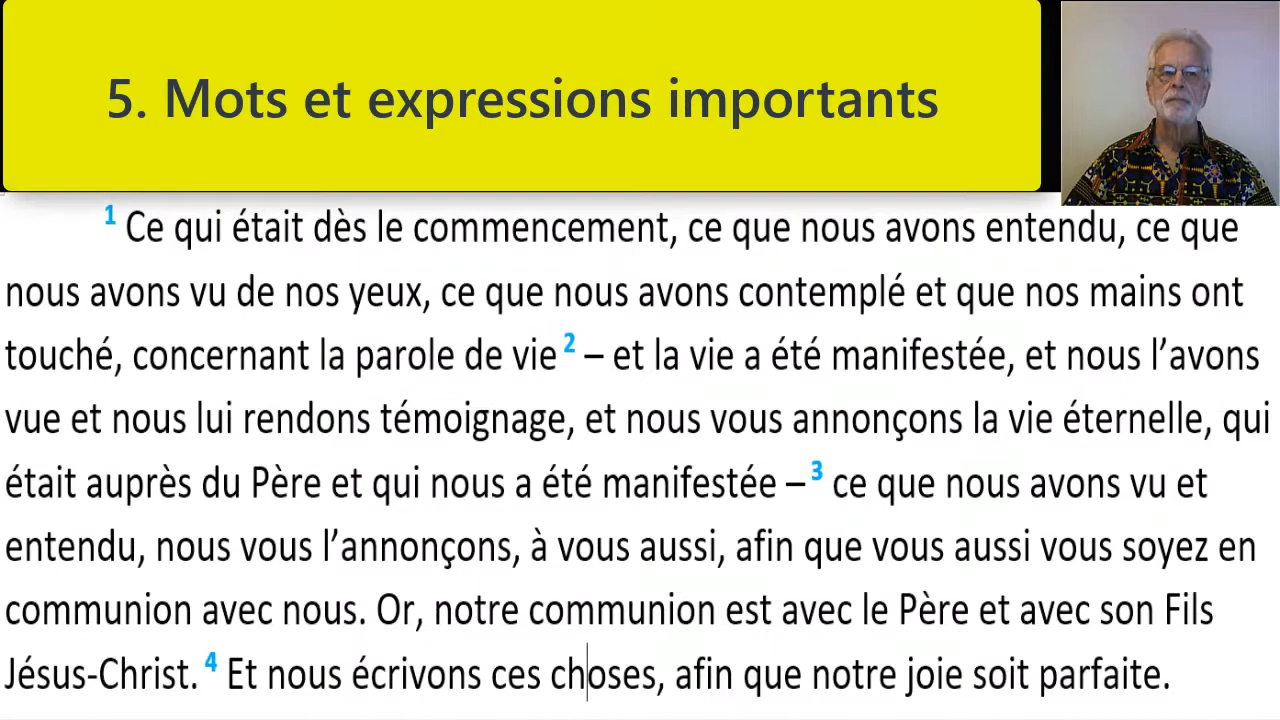 5. Mots et expressions importants
1 Ce qui était dès le commencement, ce que nous avons entendu, ce que
nous avons vu de nos yeux, ce que nous avons contemplé et que nos mains ont
touché, concernant la parole de vie 2 – et la vie a été manifestée, et nous l’avons
vue et nous lui rendons témoignage, et nous vous annonçons la vie éternelle, qui
était auprès du Père et qui nous a été manifestée – 3 ce que nous avons vu et
entendu, nous vous l’annonçons, à vous aussi, afin que vous aussi vous soyez en
communion avec nous. Or, notre communion est avec le Père et avec son Fils
Jésus-Christ. 4 Et nous écrivons ces choses, afin que notre joie soit parfaite.